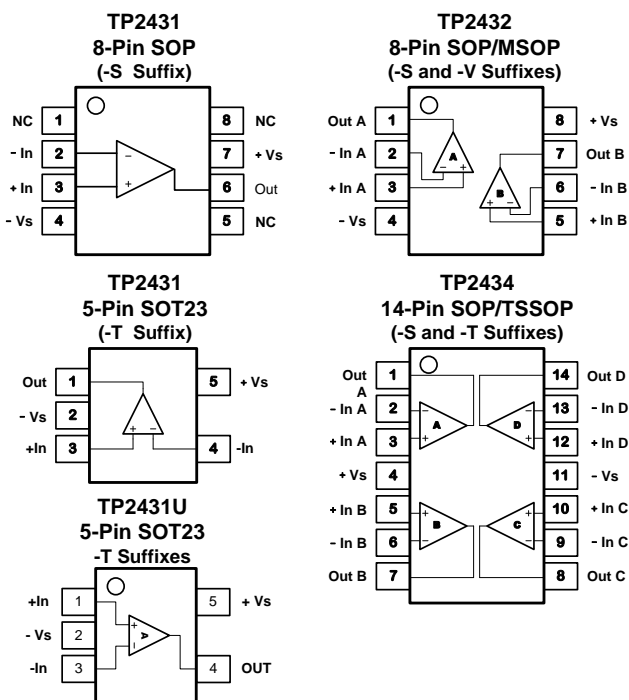 TP2431
8-Pin SOP
(-S Suffix)
NC 1 8 NC
- In 2 7 + Vs
+ In 3 6 Out
- Vs 4 5 NC
- +
TP2432
8-Pin SOP/MSOP
(-S and -V Suffixes)
Out A 1 8 + Vs
- In A 2 A 7 Out B
- +
+ In A 3 B 6 - In B
+ -
- Vs 4 5 + In B
TP2431
5-Pin SOT23
(-T Suffix)
Out 1 5 + Vs
- Vs 2
+In 3 + - 4 -In
TP2434
14-Pin SOP/TSSOP
(-S and -T Suffixes)
Out 1 14 Out D
A
- In A 2 - - 13 - In D
A D
+ In A 3 + + 12 + In D
+ Vs 4 11 - Vs
+ In B 5 + + 10 + In C
B C
- In B 6 - - 9 - In C
Out B 7 8 Out C
TP2431U
5-Pin SOT23
-T Suffixes
+In 1 5 + Vs
+
- Vs 2 A
-
-In 3 4 OUT